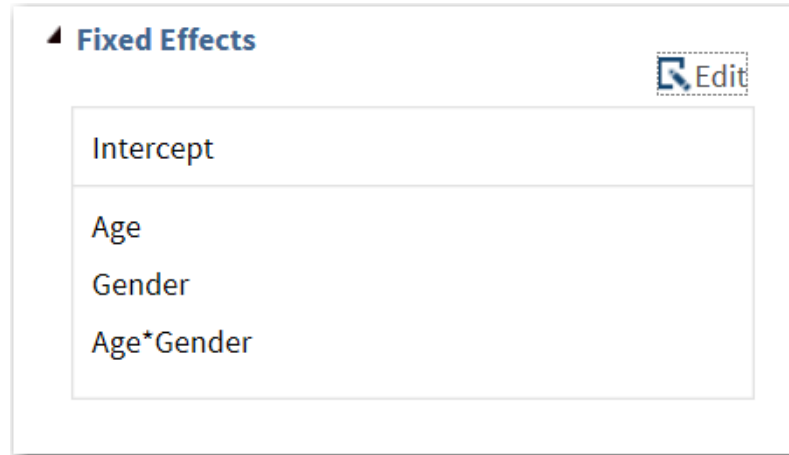 Fixed Effects
Edit
Intercept
Age
Gender
Age*Gender